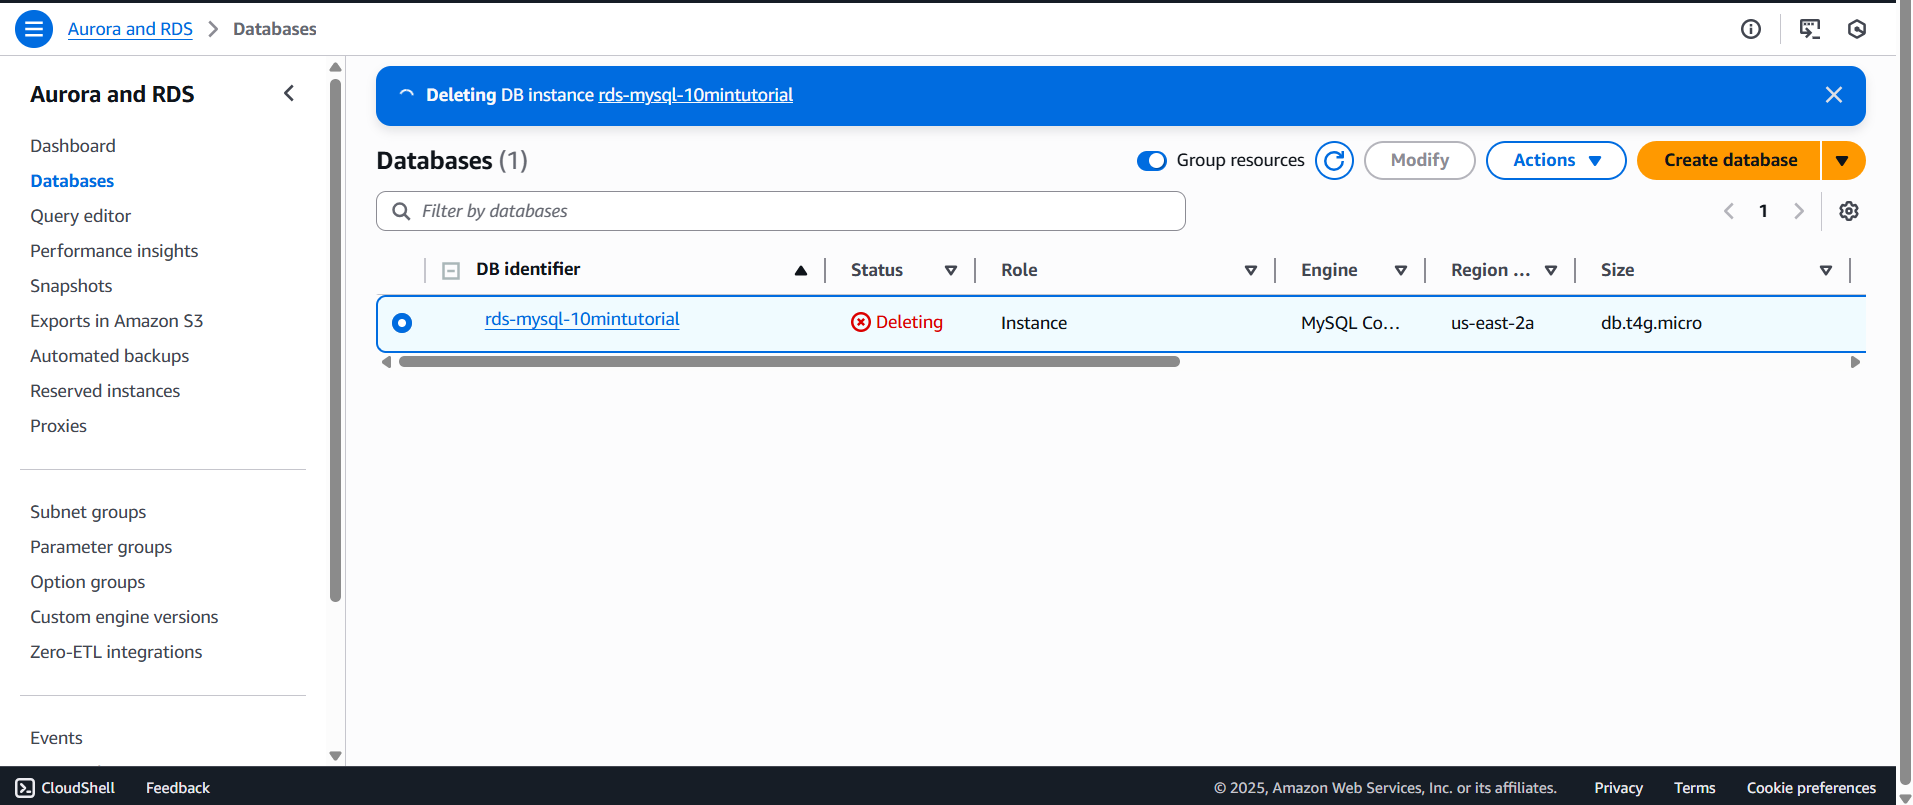 Aurora and RDS > Databases
Aurora and RDS
Dashboard
Databases
Query editor
Performance insights
Snapshots
Exports in Amazon S3
Automated backups
Reserved instances
Proxies
Subnet groups
Parameter groups
Option groups
Custom engine versions
Zero-ETL integrations
Events
Deleting DB instance rds-mysql-10mintutorial
Databases (1)
Group resources
Modify
Actions
Create database
Filter by databases
1
DB identifier Status Role Engine Region ... Size
rds-mysql-10mintutorial Deleting Instance MySQL Co... us-east-2a db.t4g.micro
CloudShell Feedback © 2025, Amazon Web Services, Inc. or its affiliates. Privacy Terms Cookie preferences